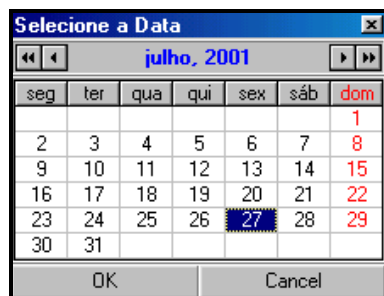 Selecione a Data
julho, 2001
seg ter qua qui sex sáb dom
1
2 3 4 5 6 7 8
9 10 11 12 13 14 15
16 17 18 19 20 21 22
23 24 25 26 27 28 29
30 31
OK Cancel